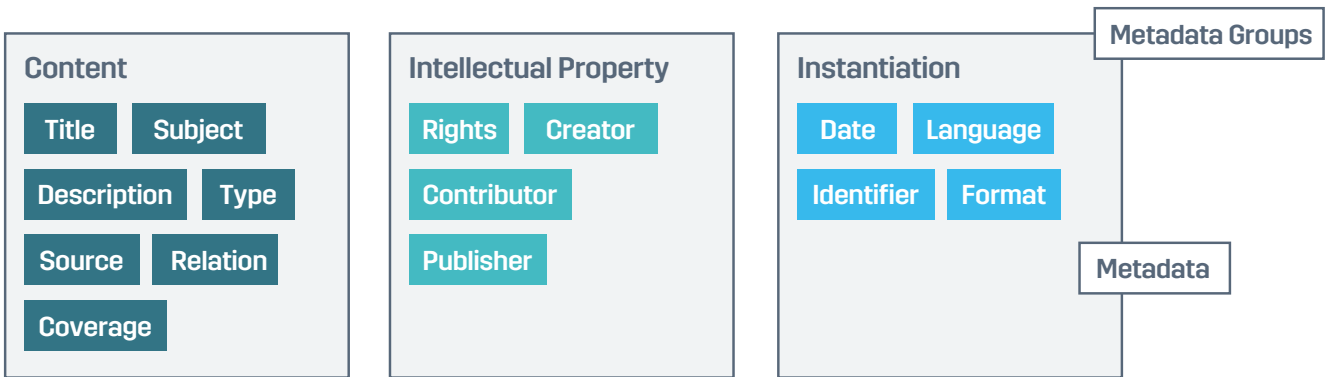 Metadata Groups
Content
Title Subject
Description Type
Source Relation
Coverage
Intellectual Property
Rights Creator
Contributor
Publisher
Instantiation
Date Language
Identifier Format
Metadata